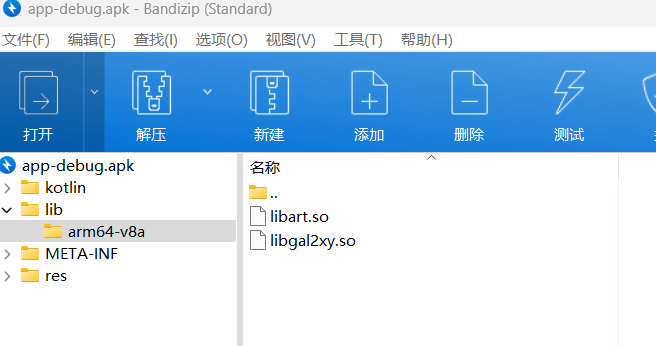 app-debug.apk - Bandizip (Standard)
文件(F) 编辑(E) 查找(I) 选项(O) 视图(V) 工具(T) 帮助(H)
打开 解压 新建 添加 删除 测试
app-debug.apk
kotlin
lib
arm64-v8a
META-INF
res
名称
..
libart.so
libgal2xy.so